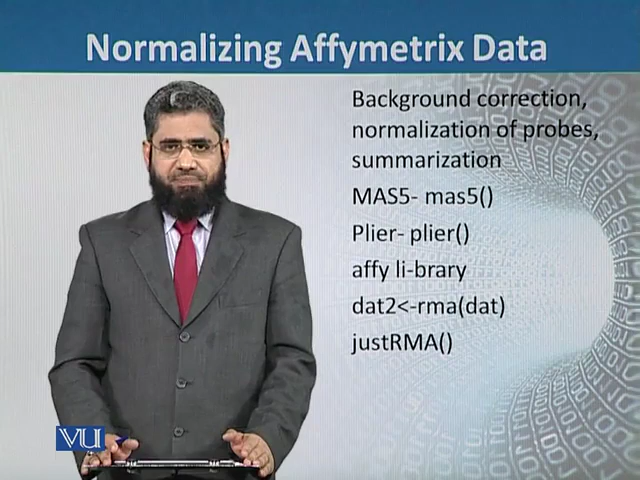 Normalizing Affymetrix Data
Background correction,
normalization of probes,
summarization
MAS5- mas5()
Plier- plier()
affy li-brary
dat2<-rma(dat)
justRMA()
VU